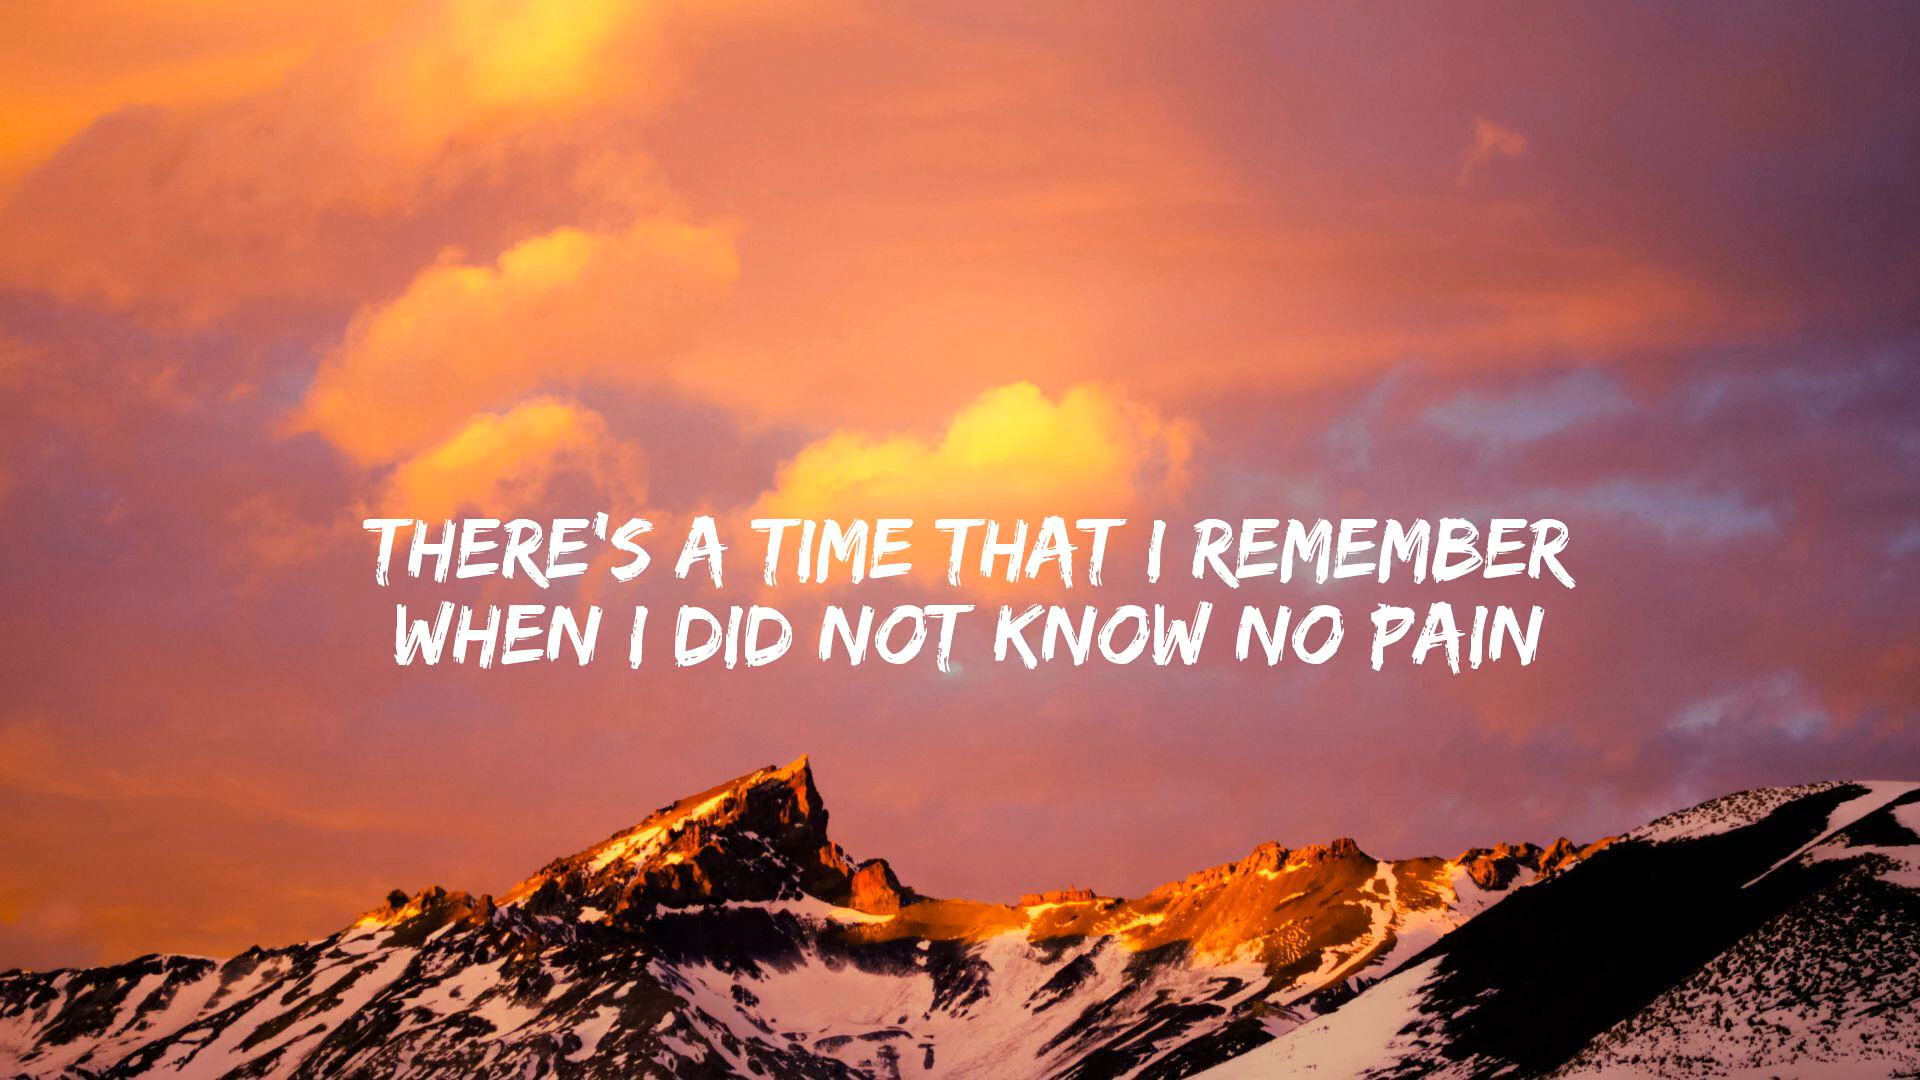 THERE'S A TIME THAT I REMEMBER
WHEN I DID NOT KNOW NO PAIN